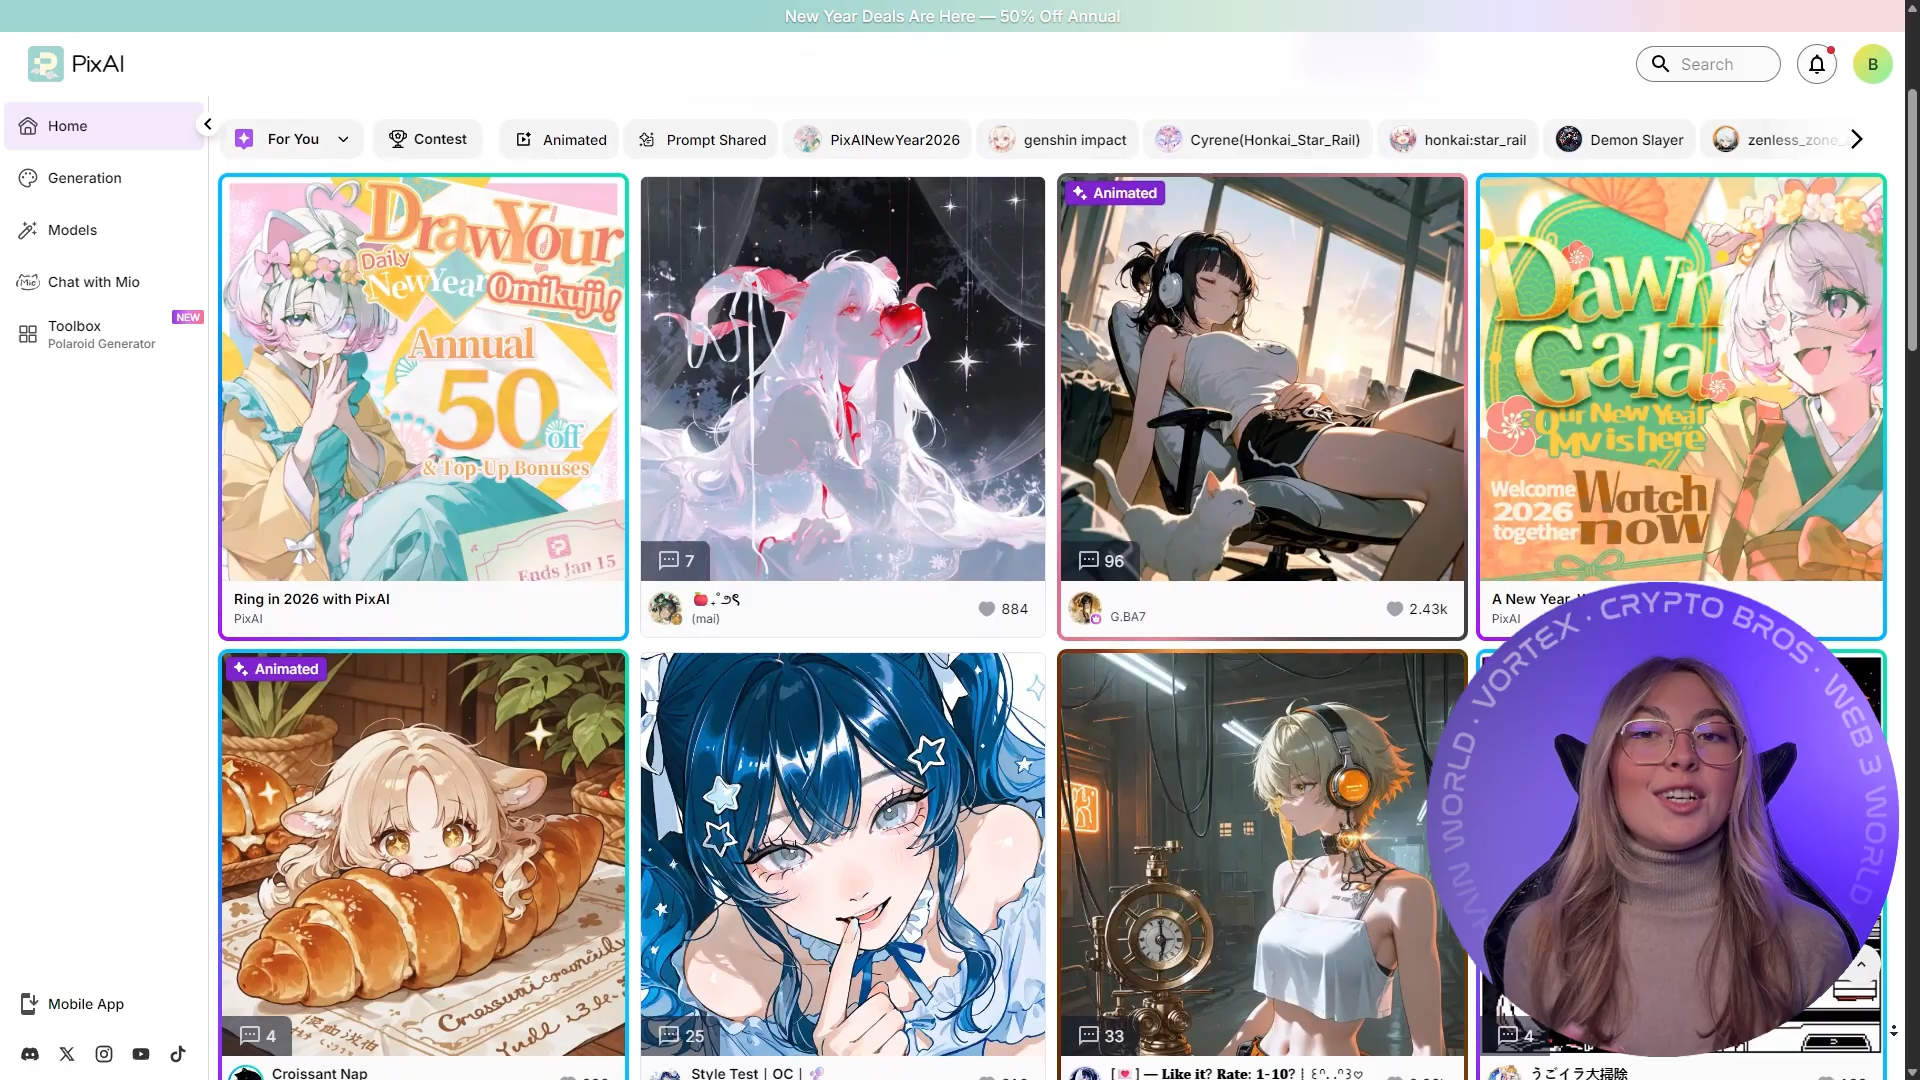 New Year Deals Are Here — 50% Off Annual
PixAI
Search
B
Home
Generation
Models
Chat with Mio
Toolbox
NEW
Polaroid Generator
Mobile App
For You
Contest
Animated
Prompt Shared
PixAINewYear2026
genshin impact
Cyrene(Honkai_Star_Rail)
honkai:star_rail
Demon Slayer
zenless_zone_
Draw Your
Daily
New Year Omikuji!
Annual
50
off
& Top-Up Bonuses
Ends Jan 15
Ring in 2026 with PixAI
PixAI
7
(mai)
884
Animated
96
G.BA7
2.43k
Dawn
Gala
Our New Year
MV is here
Welcome
2026
together
Watch
now
A New Year
PixAI
Animated
4
Croissant Nap
25
Style Test | OC |
33
— Like it? Rate: 1-10?
4
うごイラ大掃除
WORLD · VORTEX · CRYPTO BROS · WEB 3 WORLD